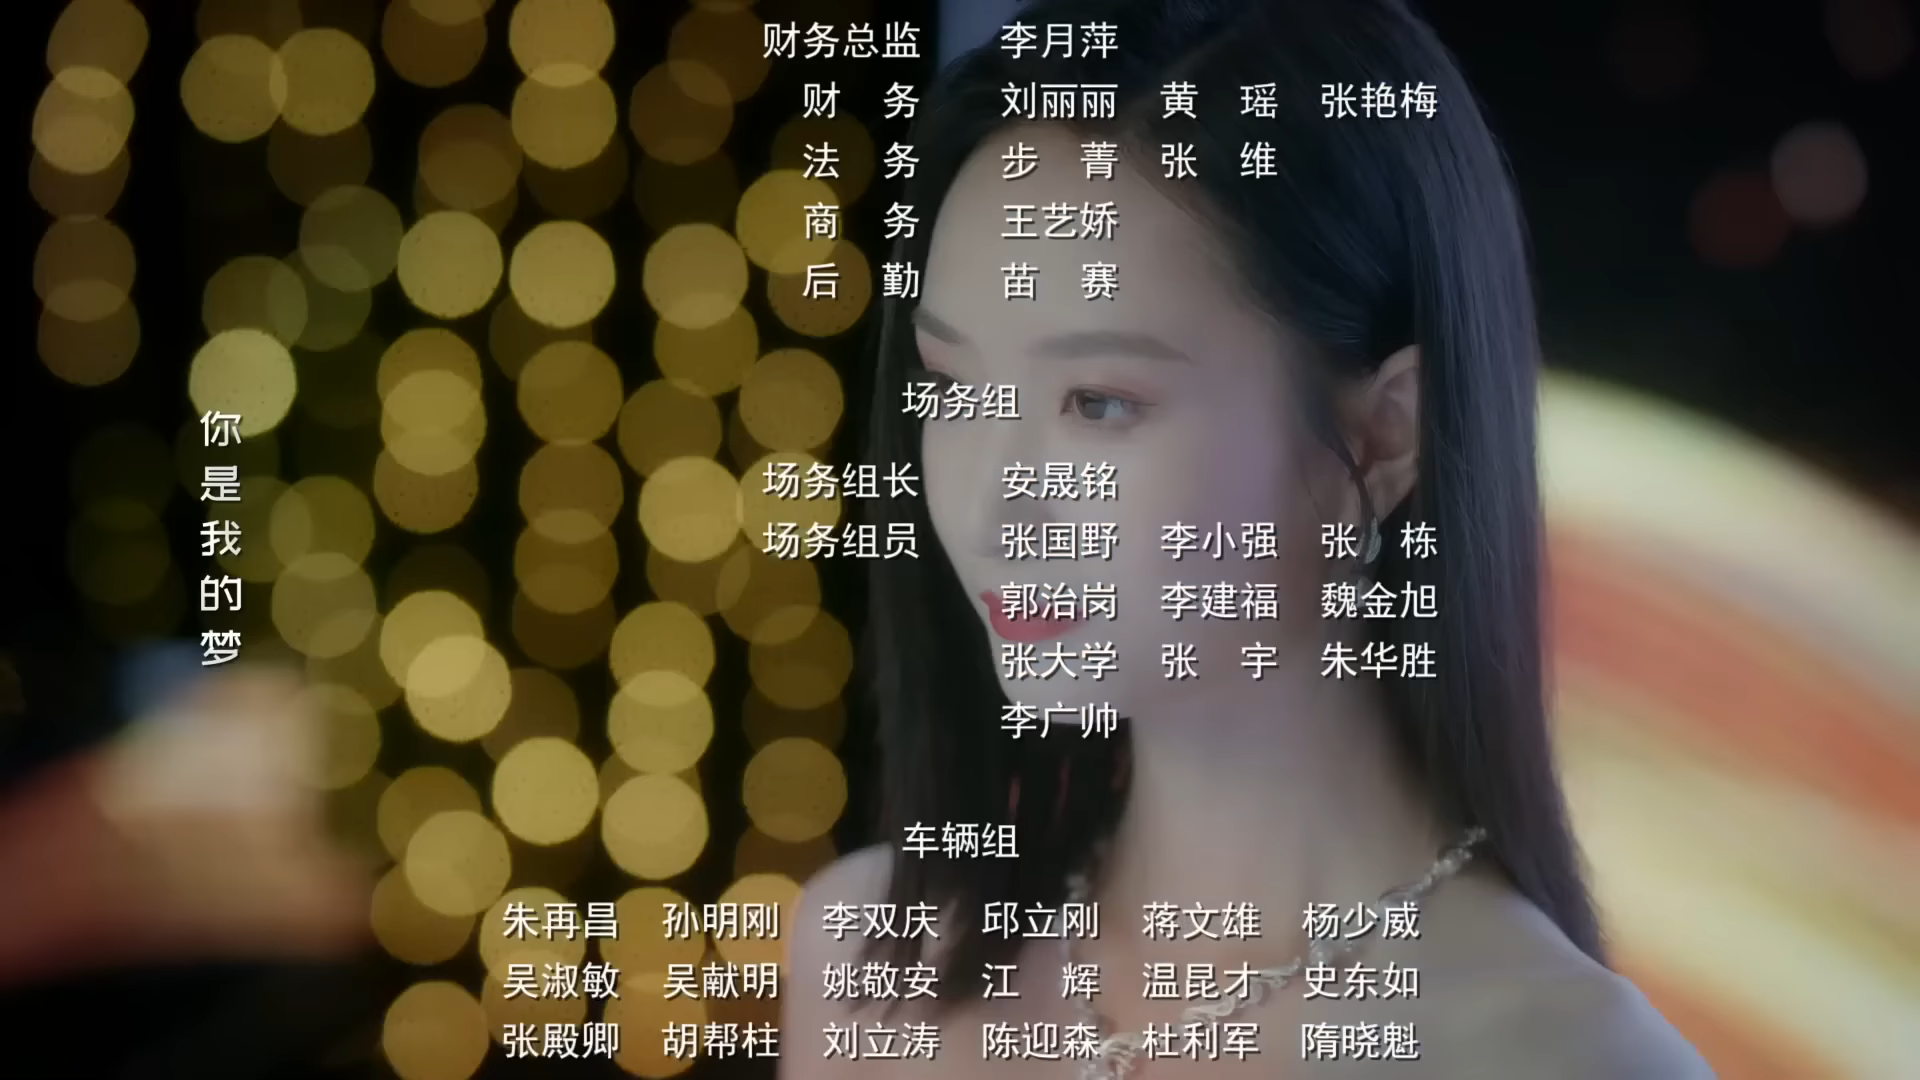 财务总监 李月萍
财务 刘丽丽 黄瑶 张艳梅
法务 步菁 张维
商务 王艺娇
后勤 苗赛
场务组
场务组长 安晟铭
场务组员 张国野 李小强 张栋
郭治岗 李建福 魏金旭
张大学 张宇 朱华胜
李广帅
车辆组
朱再昌 孙明刚 李双庆 邱立刚 蒋文雄 杨少威
吴淑敏 吴献明 姚敬安 江辉 温昆才 史东如
张殿卿 胡帮柱 刘立涛 陈迎森 杜利军 隋晓魁
你是我的梦